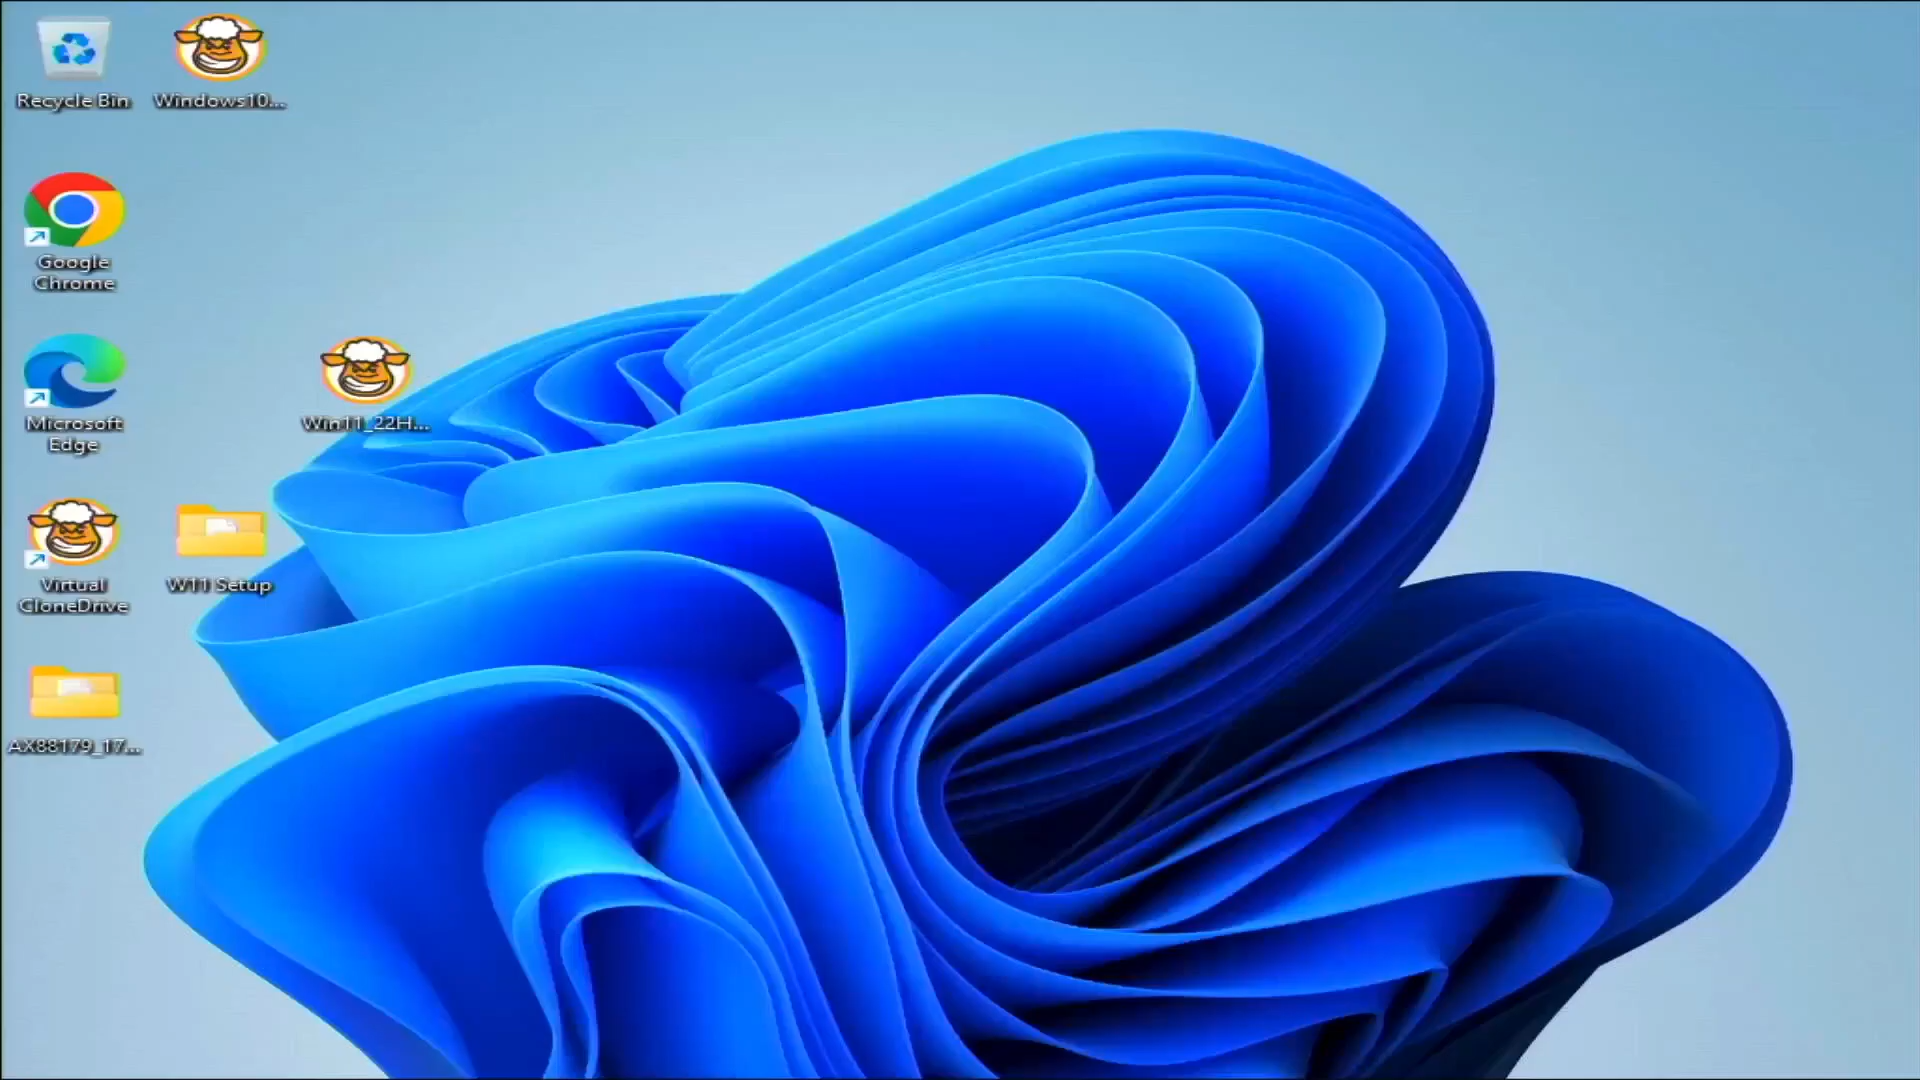 Recycle Bin
Windows10...
Google
Chrome
Microsoft
Edge
Win11_22H...
Virtual
CloneDrive
W11 Setup
AX88179_17...